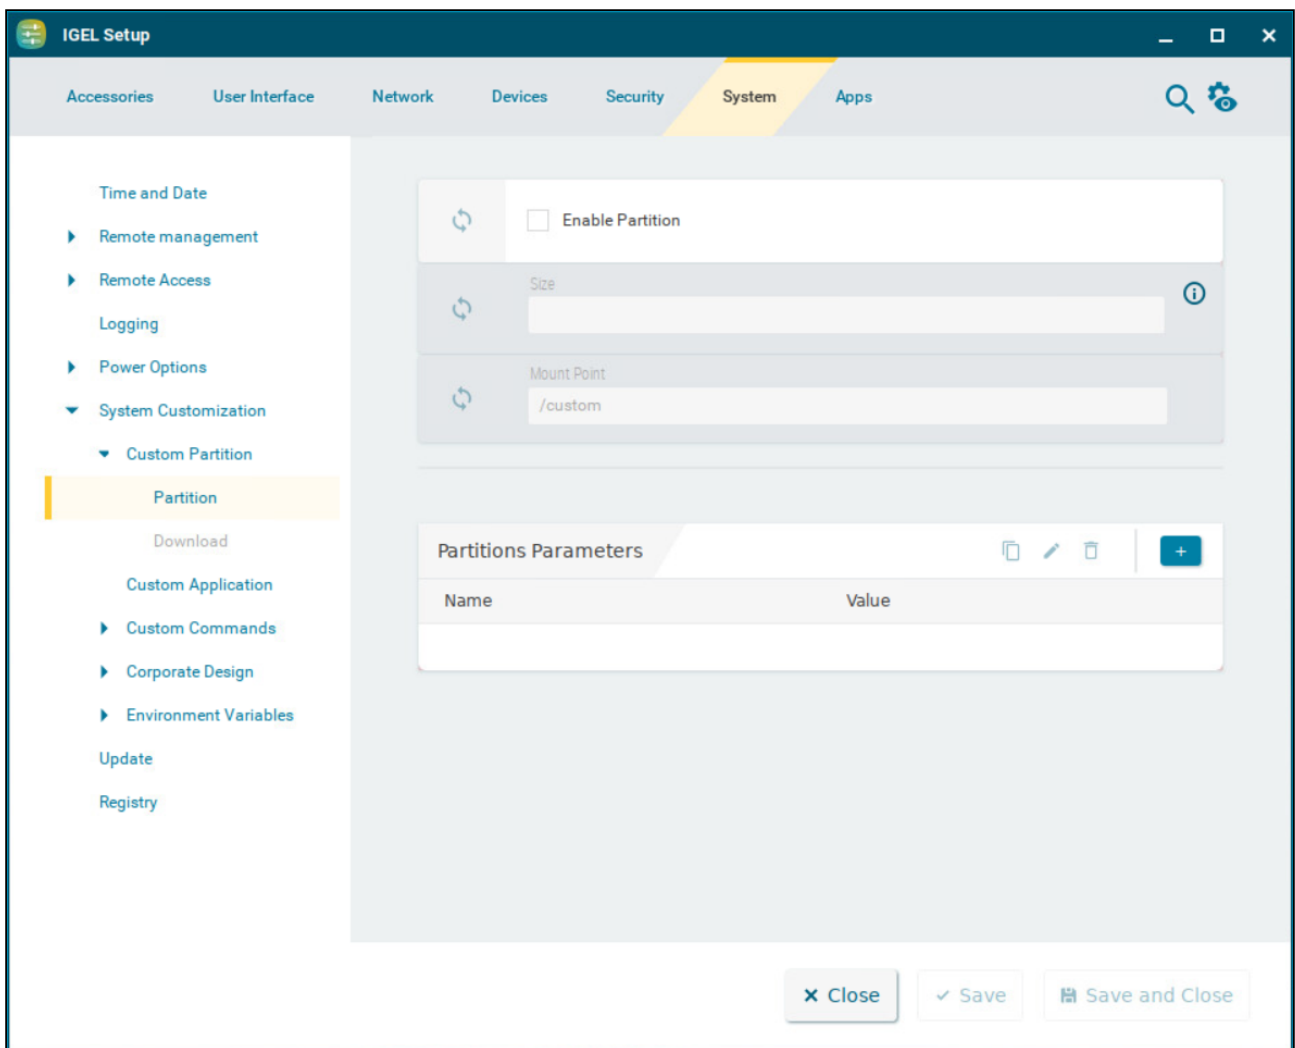 IGEL Setup
Accessories User Interface Network Devices Security System Apps
Time and Date
Remote management
Remote Access
Logging
Power Options
System Customization
Custom Partition
Partition
Download
Custom Application
Custom Commands
Corporate Design
Environment Variables
Update
Registry
Enable Partition
Size
Mount Point
/custom
Partitions Parameters
Name Value
Close Save Save and Close